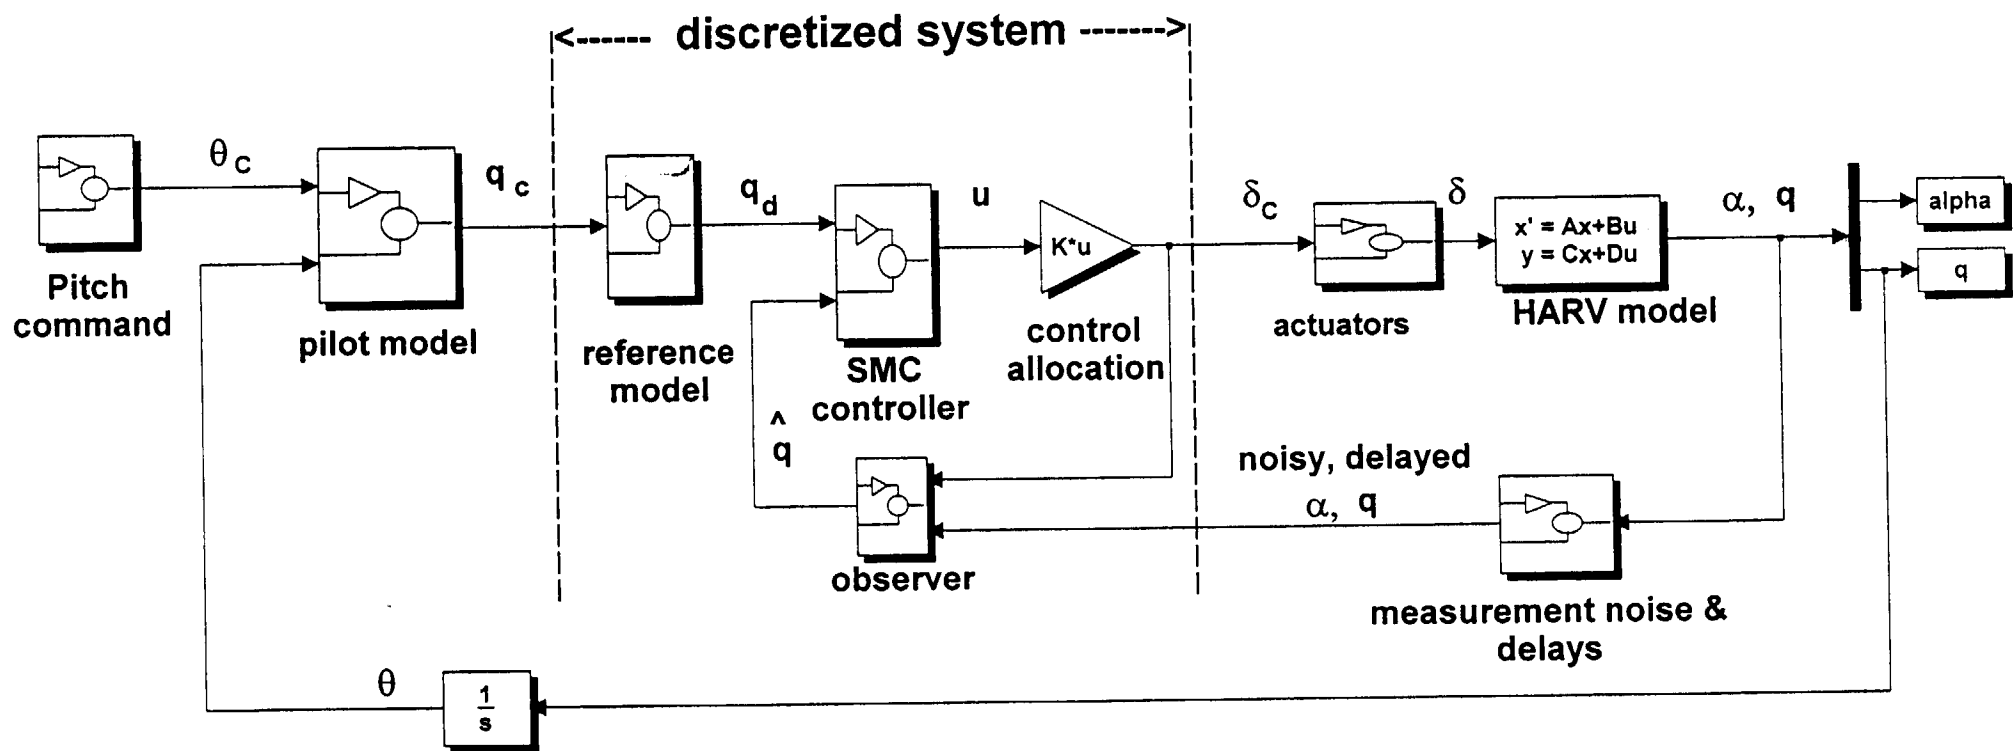 <------ discretized system ------->
θc
Pitch
command
pilot model
qc
reference
model
qd
SMC
controller
u
K*u
control
allocation
δc
actuators
δ
x' = Ax+Bu
y = Cx+Du
HARV model
α, q
alpha
q
^
q
observer
noisy, delayed
α, q
measurement noise &
delays
θ
1
s